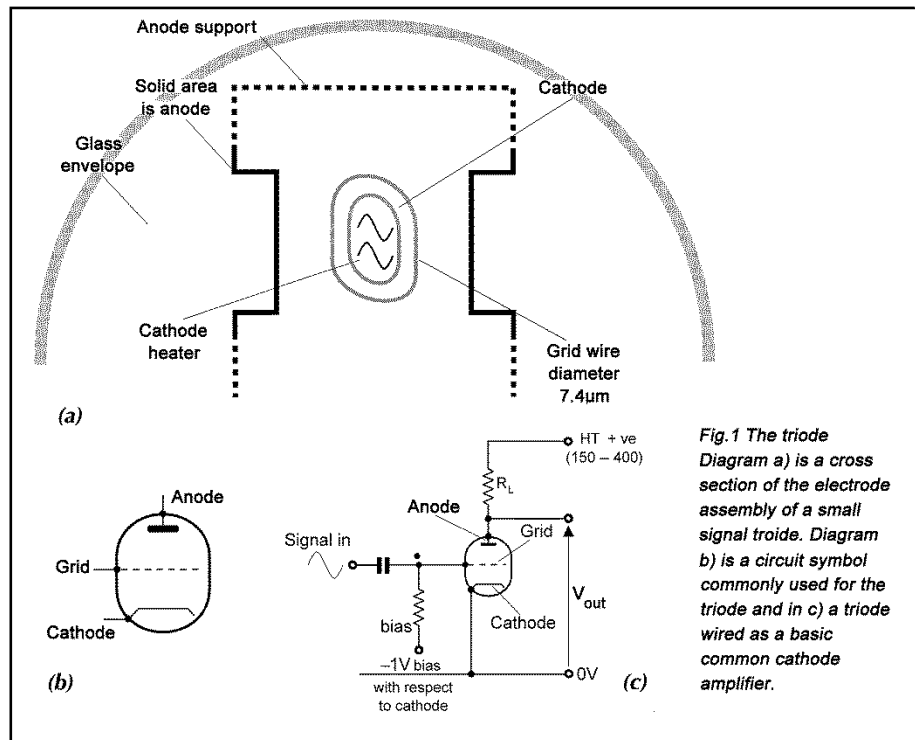 Anode support
Solid area
is anode
Cathode
Glass
envelope
Cathode
heater
Grid wire
diameter
7.4µm
(a)
Anode
Grid
Cathode
(b)
HT + ve
(150 – 400)
R_L
Anode
Grid
Signal in
Cathode
V_out
bias
–1V bias
with respect
to cathode
0V
(c)
Fig.1 The triode
Diagram a) is a cross
section of the electrode
assembly of a small
signal troide. Diagram
b) is a circuit symbol
commonly used for the
triode and in c) a triode
wired as a basic
common cathode
amplifier.